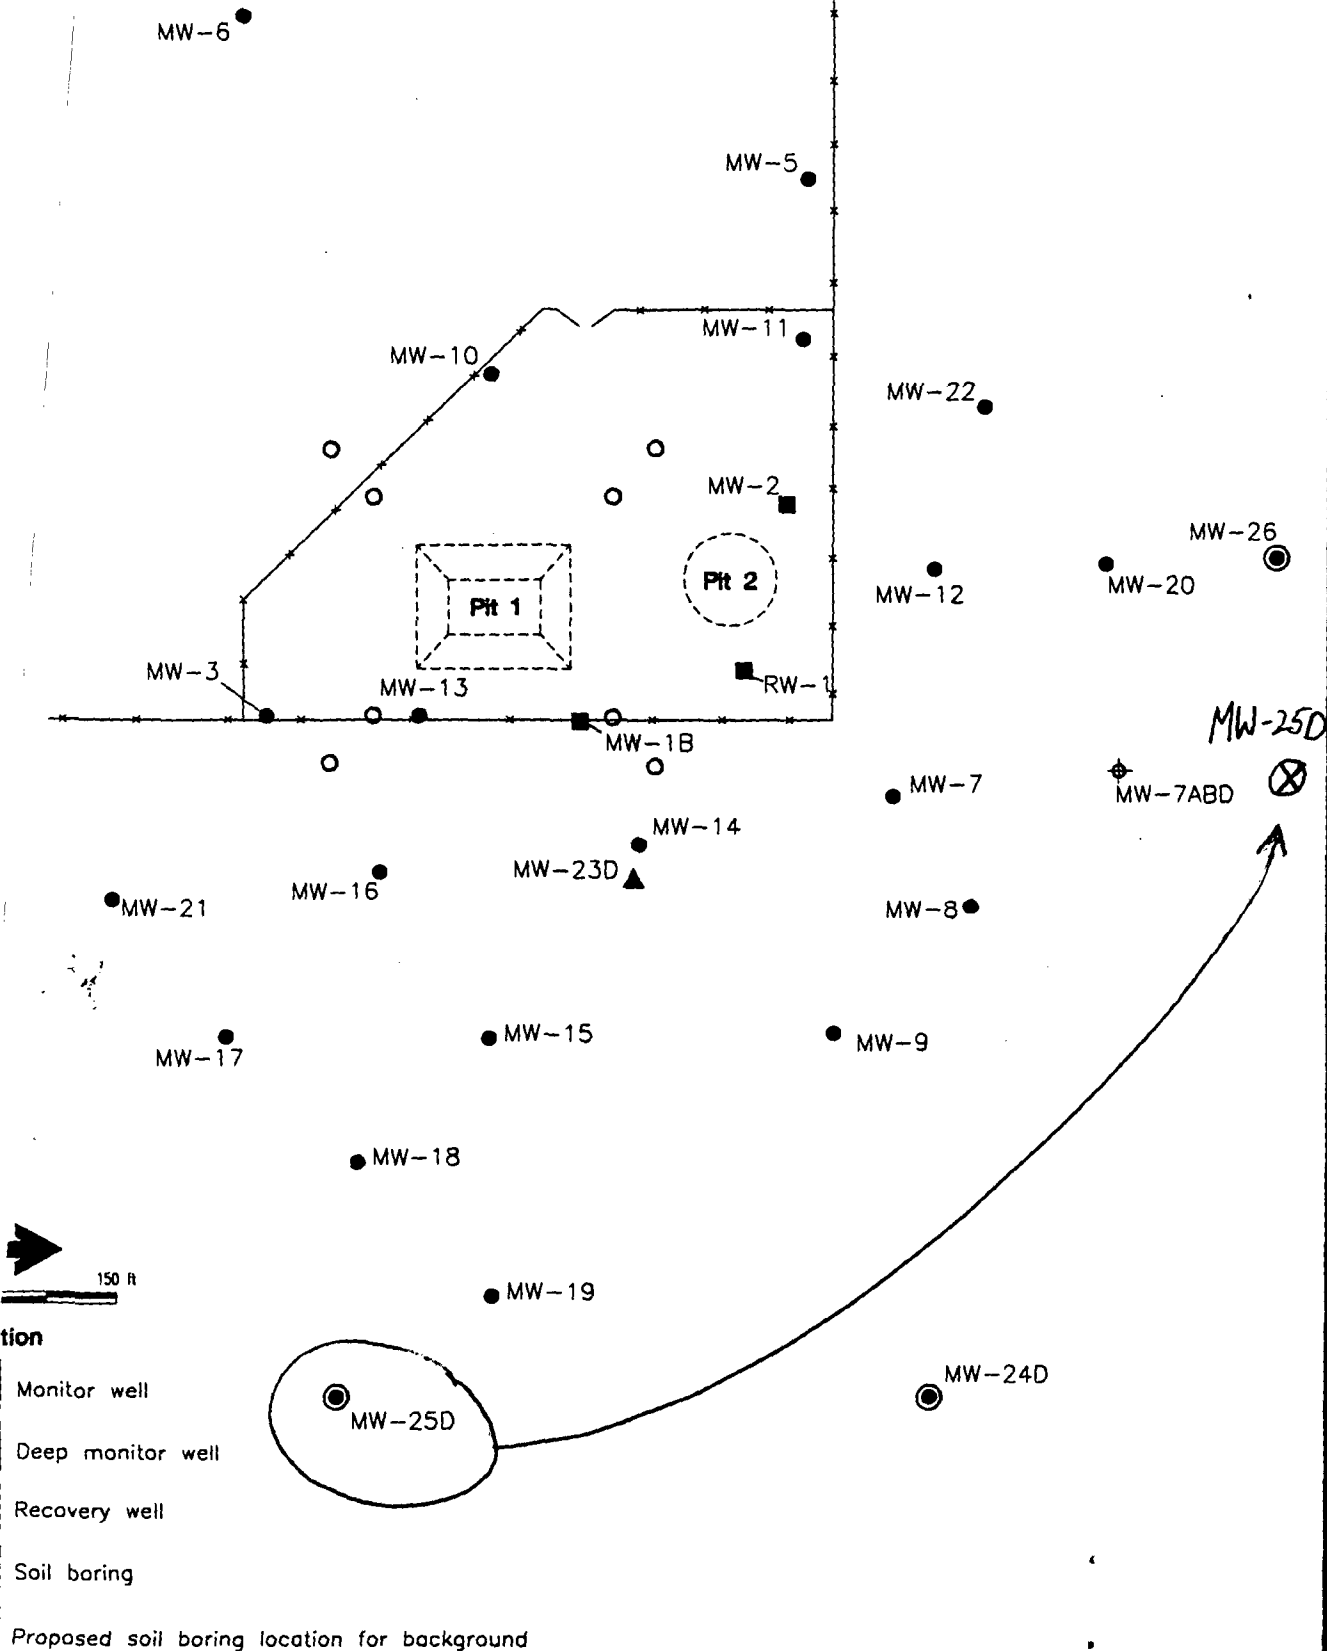 MW-6
MW-5
MW-11
MW-10
MW-22
MW-2
MW-26
Pit 2
MW-12
MW-20
Pit 1
MW-3
MW-13
RW-1
MW-25D
MW-1B
MW-7
MW-7ABD
MW-14
MW-23D
MW-16
MW-21
MW-8
MW-15
MW-9
MW-17
MW-18
150 ft
MW-19
tion
Monitor well
MW-24D
MW-25D
Deep monitor well
Recovery well
Soil boring
Proposed soil boring location for background